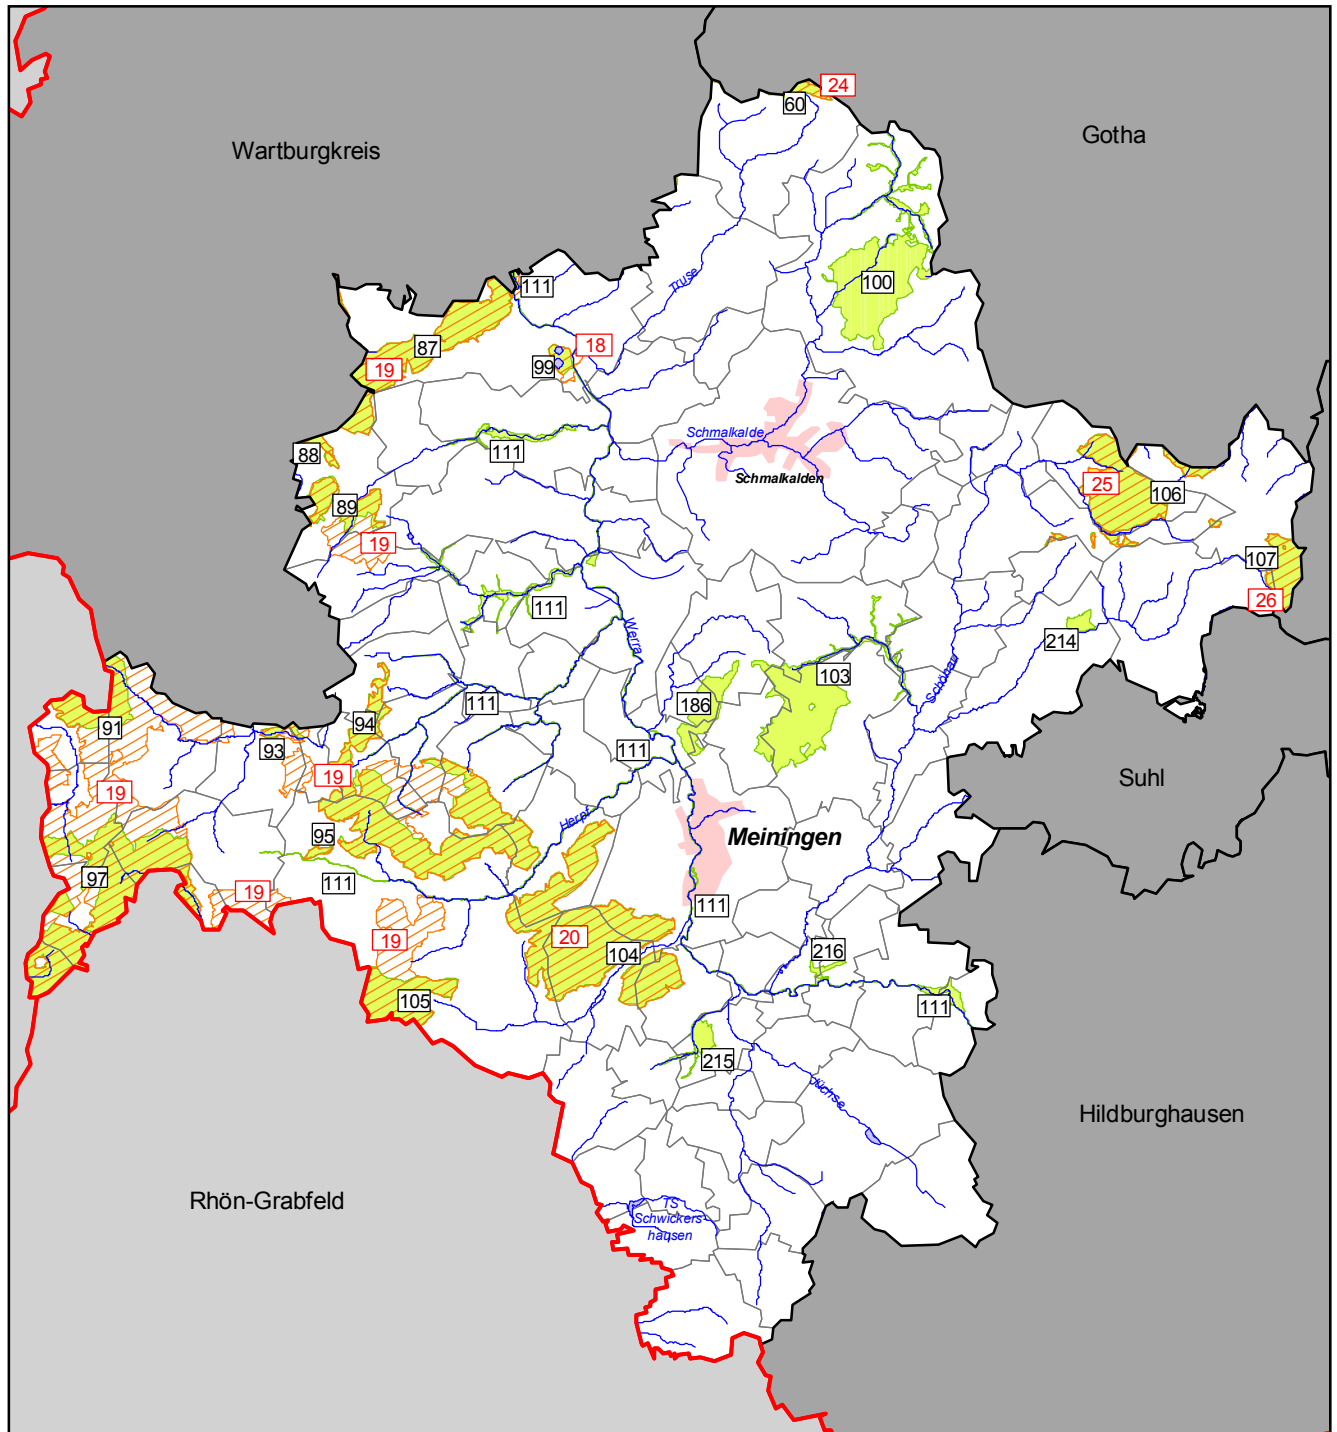 24
60
Gotha
Wartburgkreis
Truse
100
111
18
87
99
19
Schmalkalde
111
88
Schmalkalden
25
106
89
19
107
26
111
Werra
214
103
Schönau
186
111
94
91
93
111
19
Suhl
19
Herpf
95
Meiningen
97
111
19
111
19
20
104
216
105
111
215
Jüchse
Hildburghausen
Rhön-Grabfeld
TS
Schwickers-
hausen